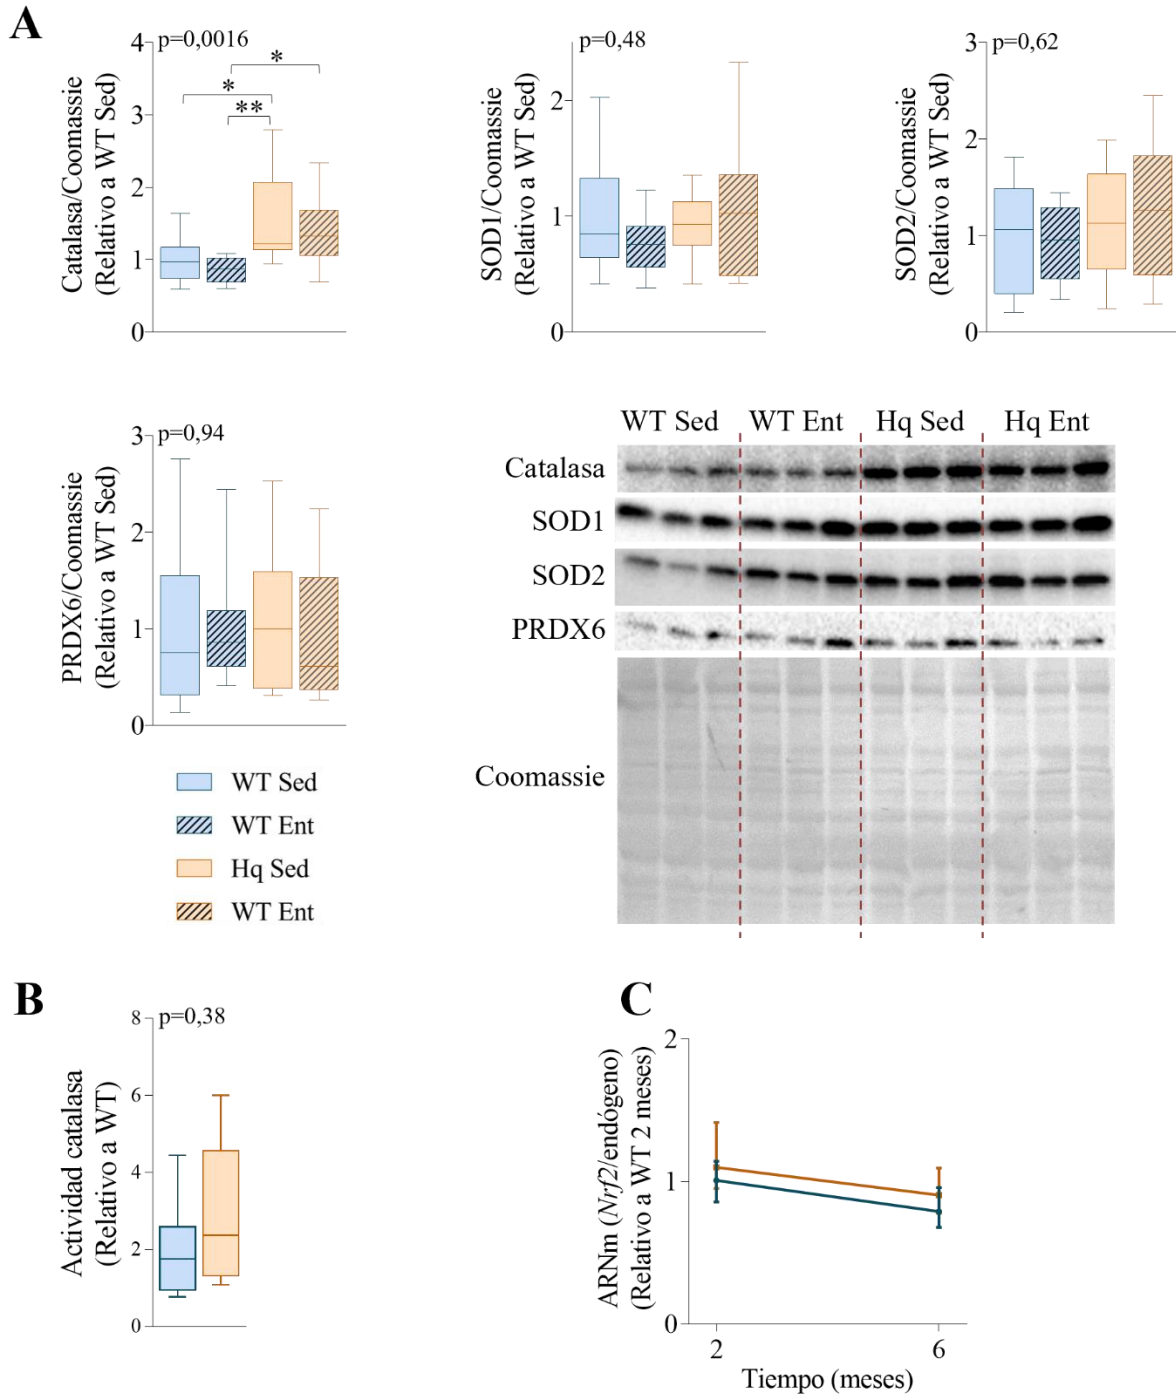 A
Catalasa/Coomassie
(Relativo a WT Sed)
p=0,0016
4
3
2
1
0
*
*
**
SOD1/Coomassie
(Relativo a WT Sed)
p=0,48
2
1
0
SOD2/Coomassie
(Relativo a WT Sed)
p=0,62
3
2
1
0
PRDX6/Coomassie
(Relativo a WT Sed)
p=0,94
3
2
1
0
WT Sed
WT Ent
Hq Sed
WT Ent
WT Sed WT Ent Hq Sed Hq Ent
Catalasa
SOD1
SOD2
PRDX6
Coomassie
B
Actividad catalasa
(Relativo a WT)
p=0,38
8
6
4
2
0
C
ARNm (Nrf2/endógeno)
(Relativo a WT 2 meses)
2
1
0
2 6
Tiempo (meses)